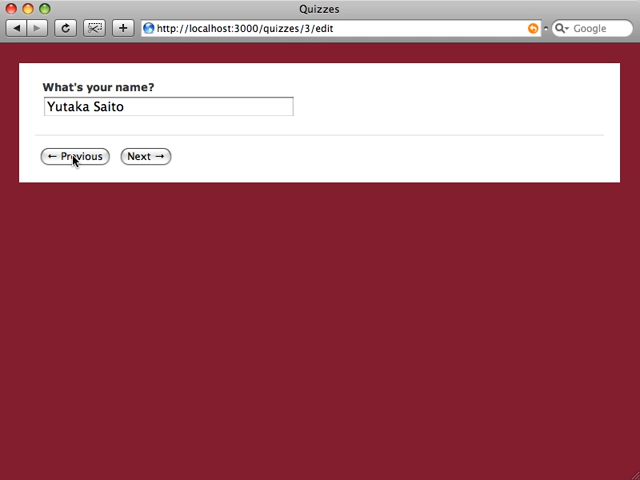 Quizzes
http://localhost:3000/quizzes/3/edit
Google
What's your name?
Yutaka Saito
← Previous Next →